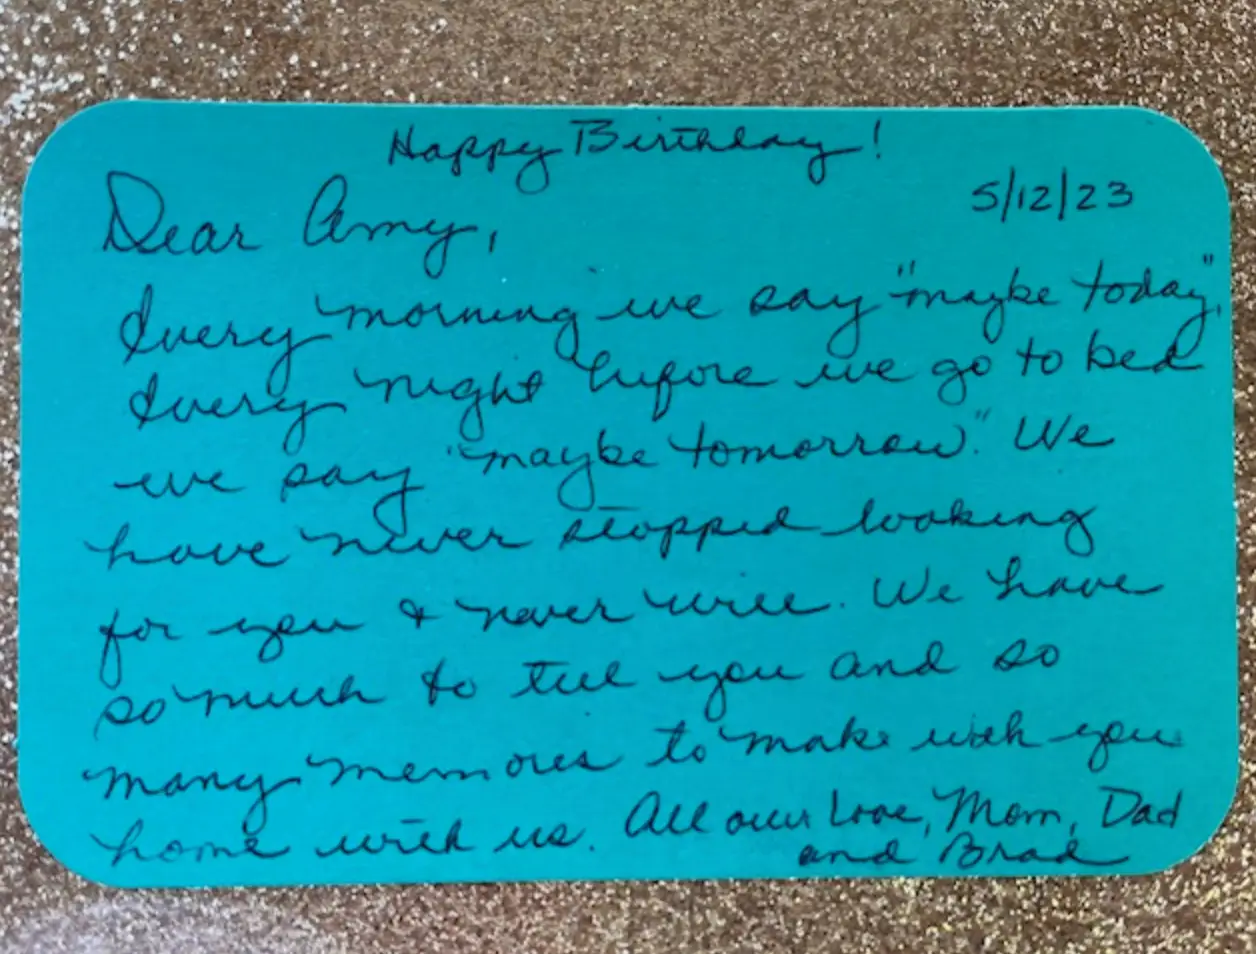 Happy Birthday!
5/12/23
Dear Amy,
Every morning we say "maybe today",
Every night before we go to bed
we say "maybe tomorrow." We
have never stopped looking
for you & never will. We have
so much to tell you and so
many memories to make with you
home with us. All our Love, Mom, Dad
and Brad